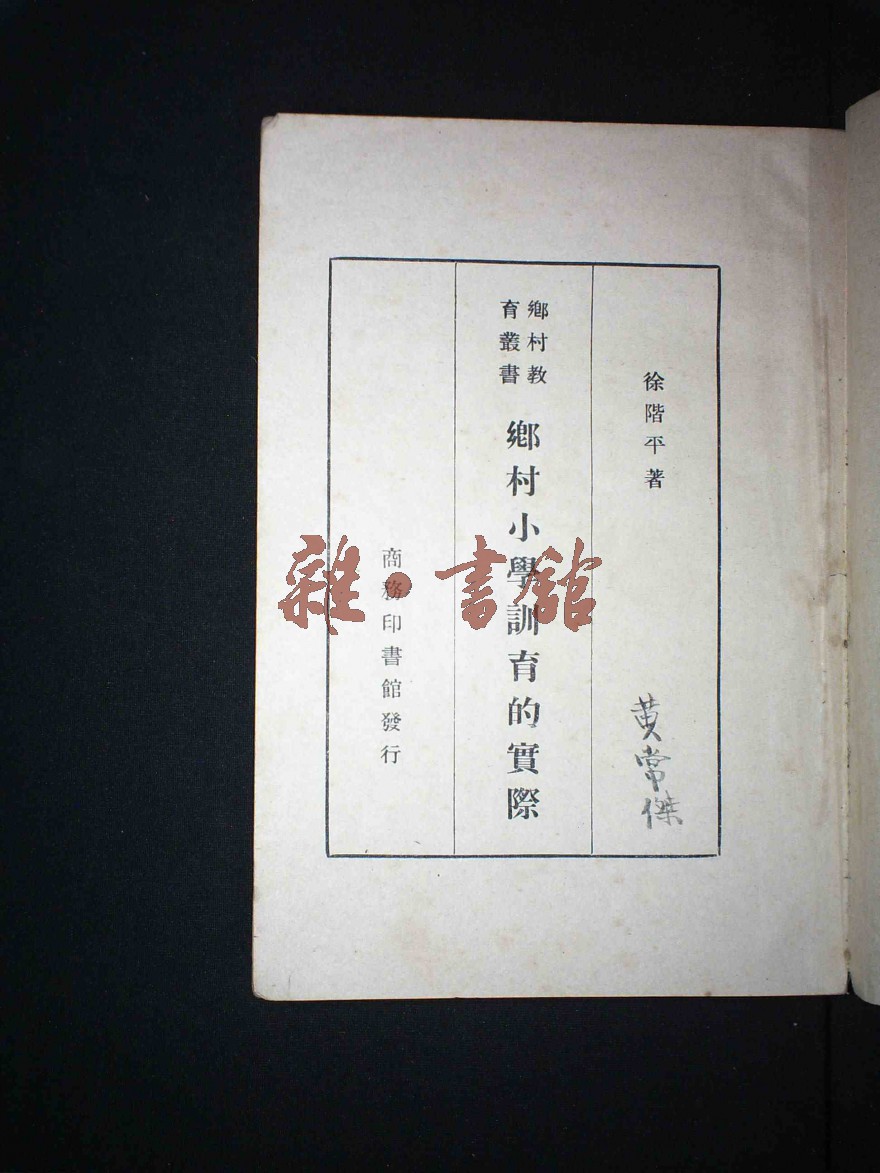 徐階平著
黃常傑
鄉村教
育叢書
鄉村小學訓育的實際
商務印書館發行
雜·書館